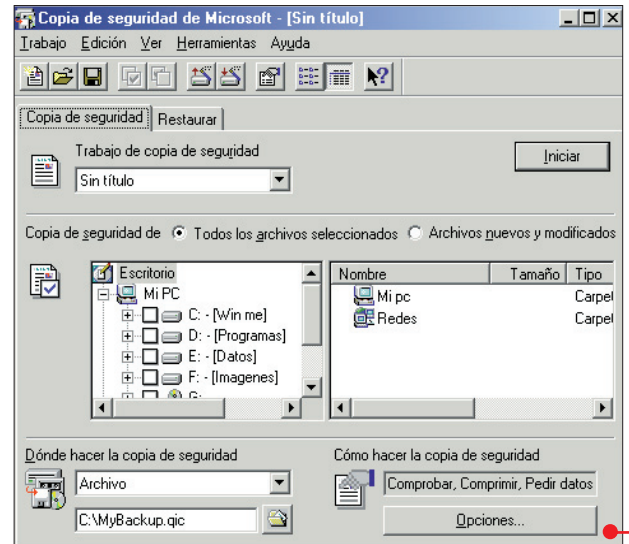 Copia de seguridad de Microsoft - [Sin título]
Trabajo Edición Ver Herramientas Ayuda
Copia de seguridad Restaurar
Trabajo de copia de seguridad
Iniciar
Sin título
Copia de seguridad de Todos los archivos seleccionados Archivos nuevos y modificados
Escritorio
Mi PC
C: - [Win me]
D: - [Programas]
E: - [Datos]
F: - [Imagenes]
G:
Nombre Tamaño Tipo
Mi pc Carpet
Redes Carpet
Dónde hacer la copia de seguridad
Archivo
C:\MyBackup.qic
Cómo hacer la copia de seguridad
Comprobar, Comprimir, Pedir datos
Opciones...